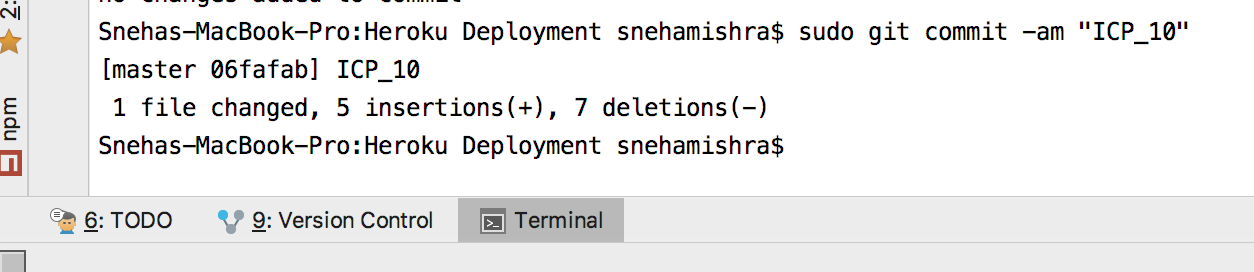 no changes added to commit
Snehas-MacBook-Pro:Heroku Deployment snehamishra$ sudo git commit -am "ICP_10"
[master 06fafab] ICP_10
1 file changed, 5 insertions(+), 7 deletions(-)
Snehas-MacBook-Pro:Heroku Deployment snehamishra$
2:
npm
6: TODO
9: Version Control
Terminal